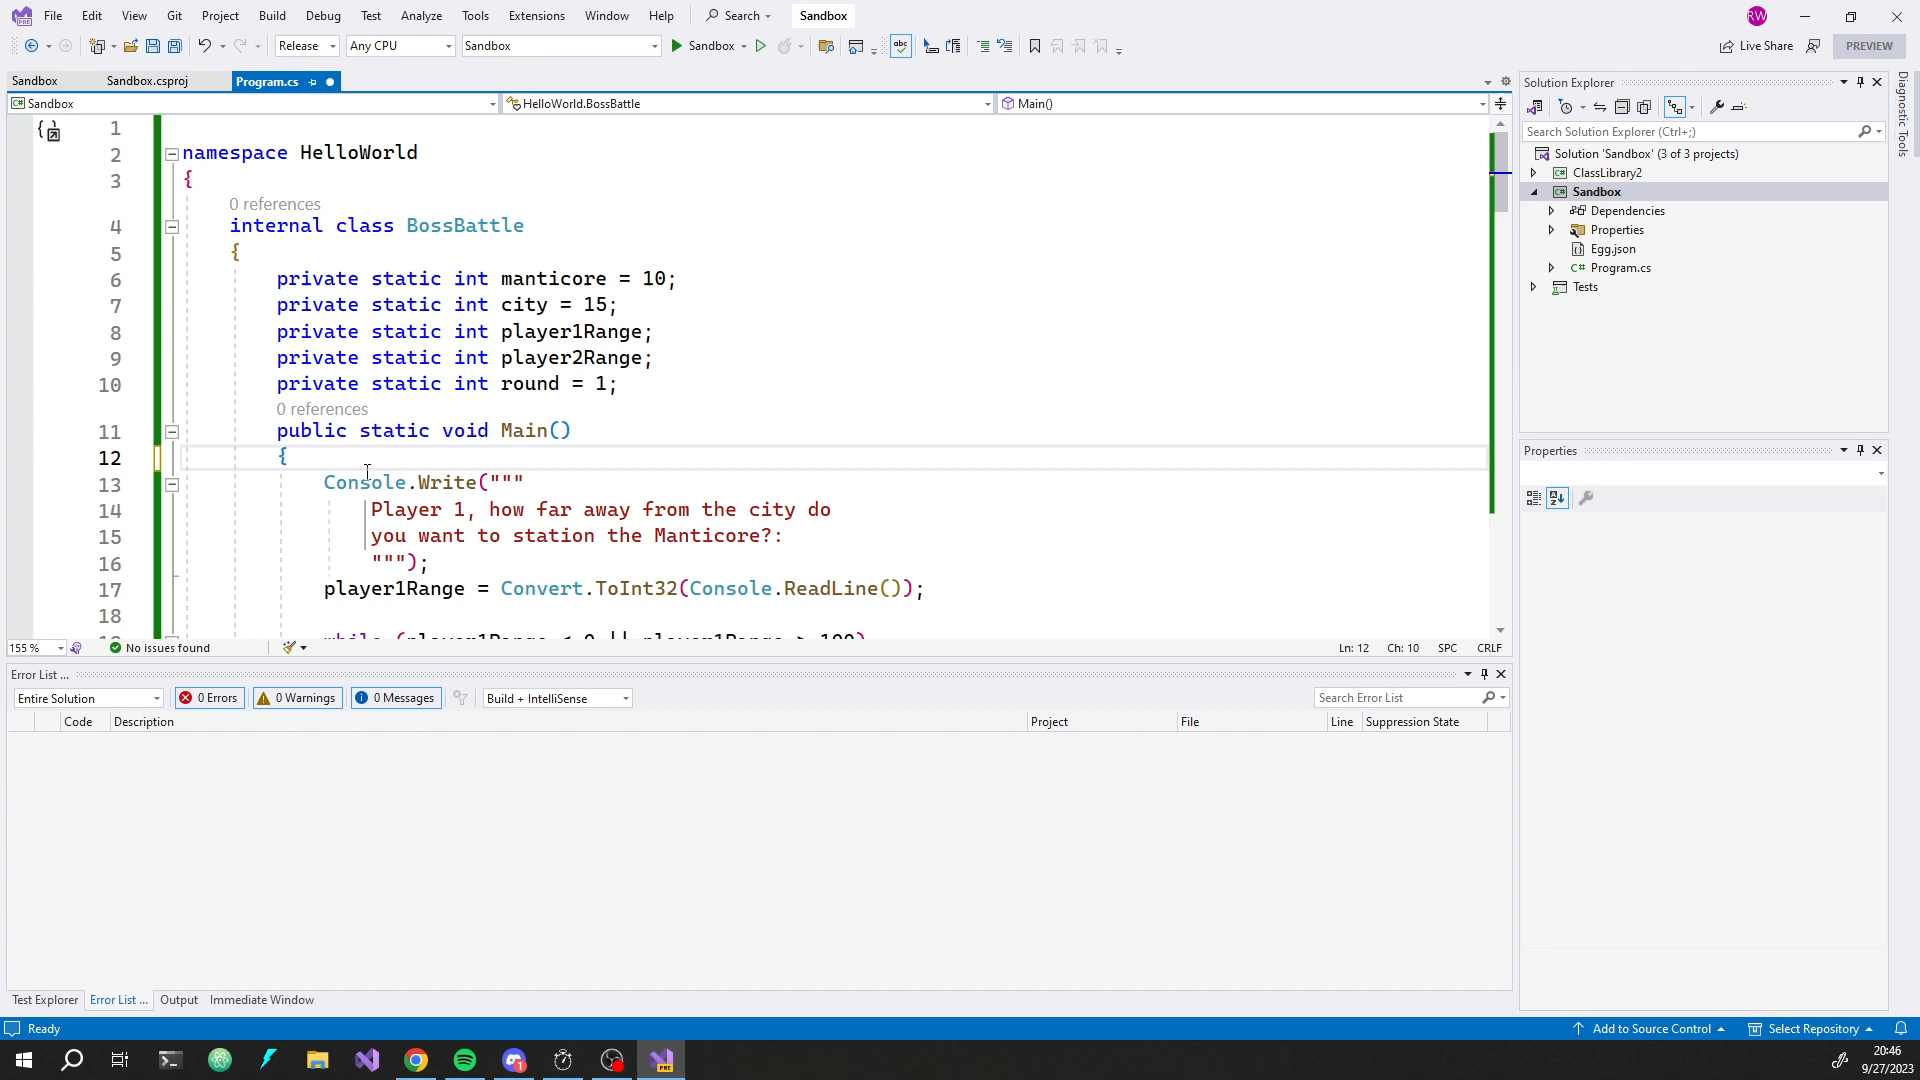 File Edit View Git Project Build Debug Test Analyze Tools Extensions Window Help Search Sandbox RW
Release Any CPU Sandbox Sandbox Live Share PREVIEW
Sandbox Sandbox.csproj Program.cs
Sandbox HelloWorld.BossBattle Main()
1
2 namespace HelloWorld
3 {
0 references
4 internal class BossBattle
5 {
6 private static int manticore = 10;
7 private static int city = 15;
8 private static int player1Range;
9 private static int player2Range;
10 private static int round = 1;
0 references
11 public static void Main()
12 {
13 Console.Write("""
14 Player 1, how far away from the city do
15 you want to station the Manticore?:
16 """);
17 player1Range = Convert.ToInt32(Console.ReadLine());
18
155 % No issues found Ln: 12 Ch: 10 SPC CRLF
Error List ...
Entire Solution 0 Errors 0 Warnings 0 Messages Build + IntelliSense Search Error List
Code Description Project File Line Suppression State
Test Explorer Error List ... Output Immediate Window
Solution Explorer
Search Solution Explorer (Ctrl+;)
Solution 'Sandbox' (3 of 3 projects)
ClassLibrary2
Sandbox
Dependencies
Properties
Egg.json
C# Program.cs
Tests
Properties
Diagnostic Tools
Ready Add to Source Control Select Repository
20:46
9/27/2023